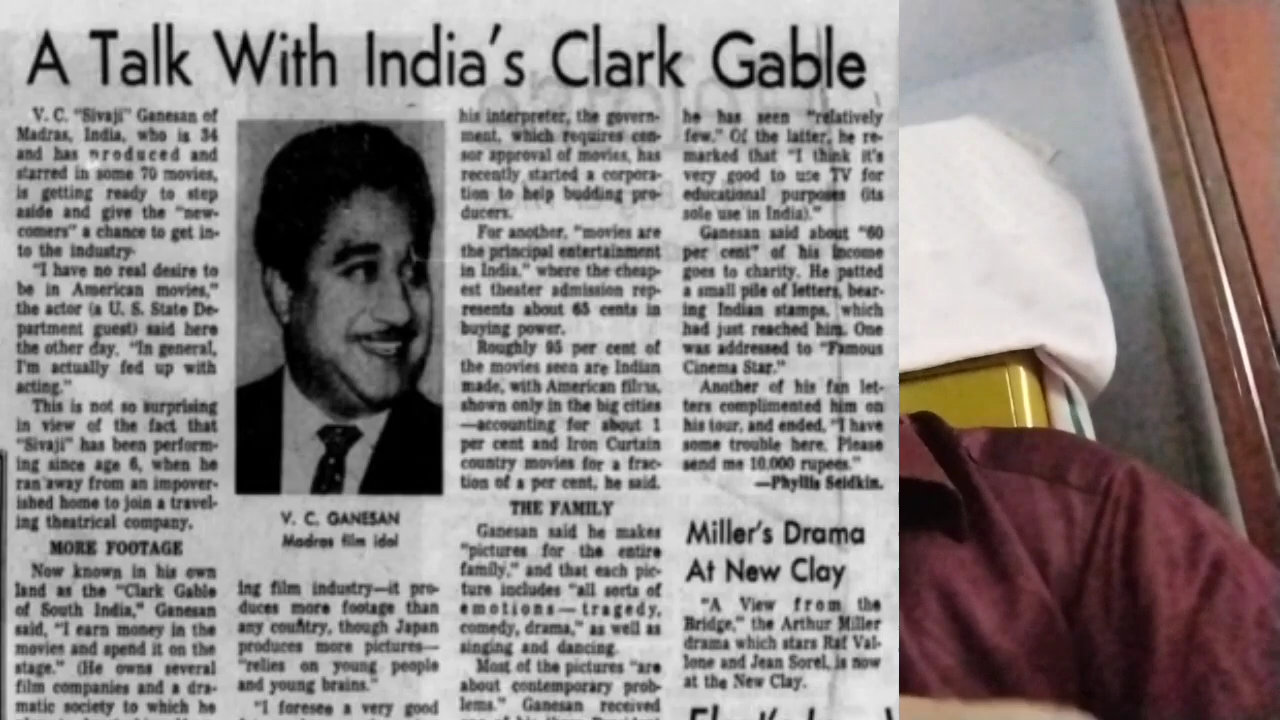 A Talk With India's Clark Gable
V. C. "Sivaji" Ganesan of
Madras, India, who is 34
and has produced and
starred in some 70 movies,
is getting ready to step
aside and give the "new-
comers" a chance to get in-
to the industry.
"I have no real desire to
be in American movies,"
the actor (a U. S. State De-
partment guest) said here
the other day. "In general,
I'm actually fed up with
acting."
This is not so surprising
in view of the fact that
"Sivaji" has been perform-
ing since age 6, when he
ran away from an impover-
ished home to join a travel-
ing theatrical company.
MORE FOOTAGE
Now known in his own
land as the "Clark Gable
of South India," Ganesan
said, "I earn money in the
movies and spend it on the
stage." (He owns several
film companies and a dra-
matic society to which he
V. C. GANESAN
Madras film idol
ing film industry—it pro-
duces more footage than
any country, though Japan
produces more pictures—
"relies on young people
and young brains."
"I foresee a very good
his interpreter, the govern-
ment, which requires cen-
sor approval of movies, has
recently started a corpora-
tion to help budding pro-
ducers.
For another, "movies are
the principal entertainment
in India," where the cheap-
est theater admission rep-
resents about 65 cents in
buying power.
Roughly 95 per cent of
the movies seen are Indian
made, with American films,
shown only in the big cities
—accounting for about 1
per cent and Iron Curtain
country movies for a frac-
tion of a per cent, he said.
THE FAMILY
Ganesan said he makes
"pictures for the entire
family," and that each pic-
ture includes "all sorts of
emotions—tragedy,
comedy, drama," as well as
singing and dancing.
Most of the pictures "are
about contemporary prob-
lems." Ganesan received
he has seen "relatively
few." Of the latter, he re-
marked that "I think it's
very good to use TV for
educational purposes (its
sole use in India)."
Ganesan said about "60
per cent" of his income
goes to charity. He patted
a small pile of letters, bear-
ing Indian stamps, which
had just reached him. One
was addressed to "Famous
Cinema Star."
Another of his fan let-
ters complimented him on
his tour, and ended, "I have
some trouble here. Please
send me 10,000 rupees."
—Phyllis Seidkin.
Miller's Drama
At New Clay
"A View from the
Bridge," the Arthur Miller
drama which stars Raf Val-
lone and Jean Sorel, is now
at the New Clay.